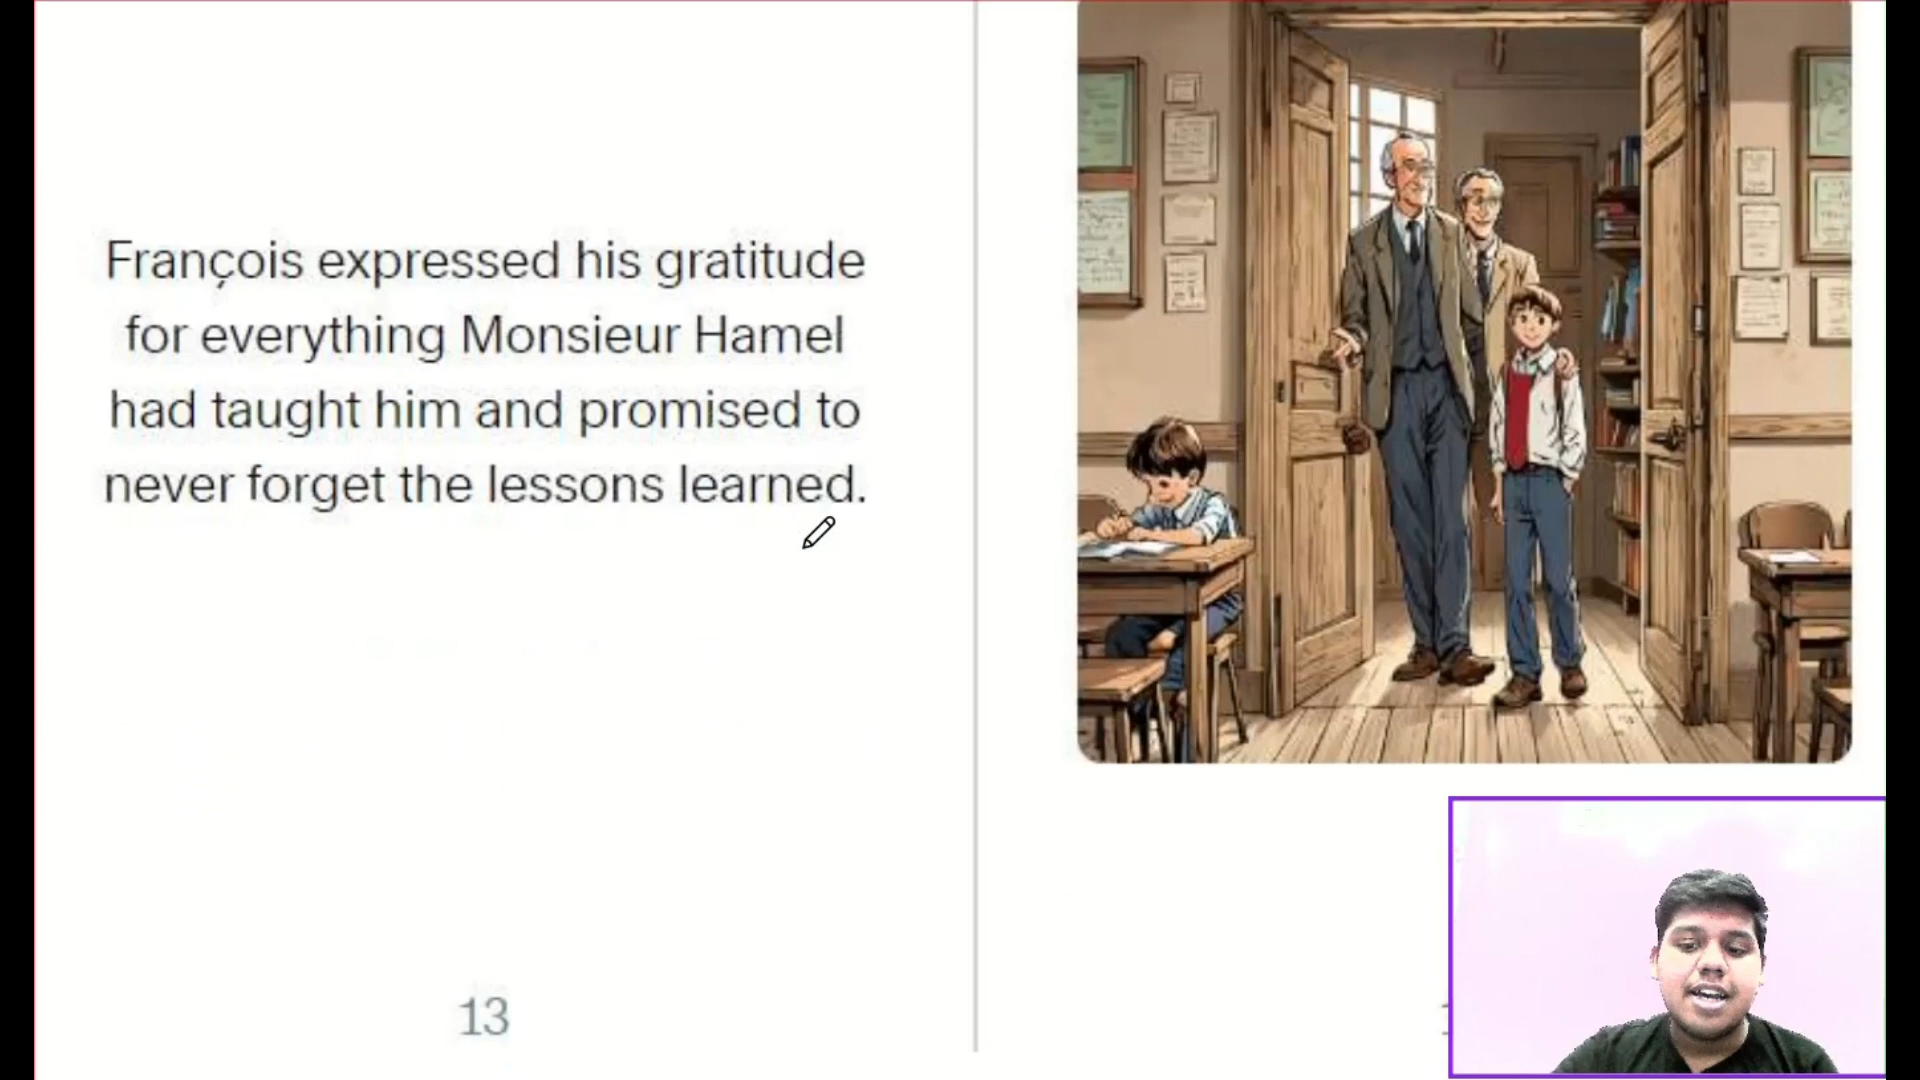 François expressed his gratitude
for everything Monsieur Hamel
had taught him and promised to
never forget the lessons learned.
13